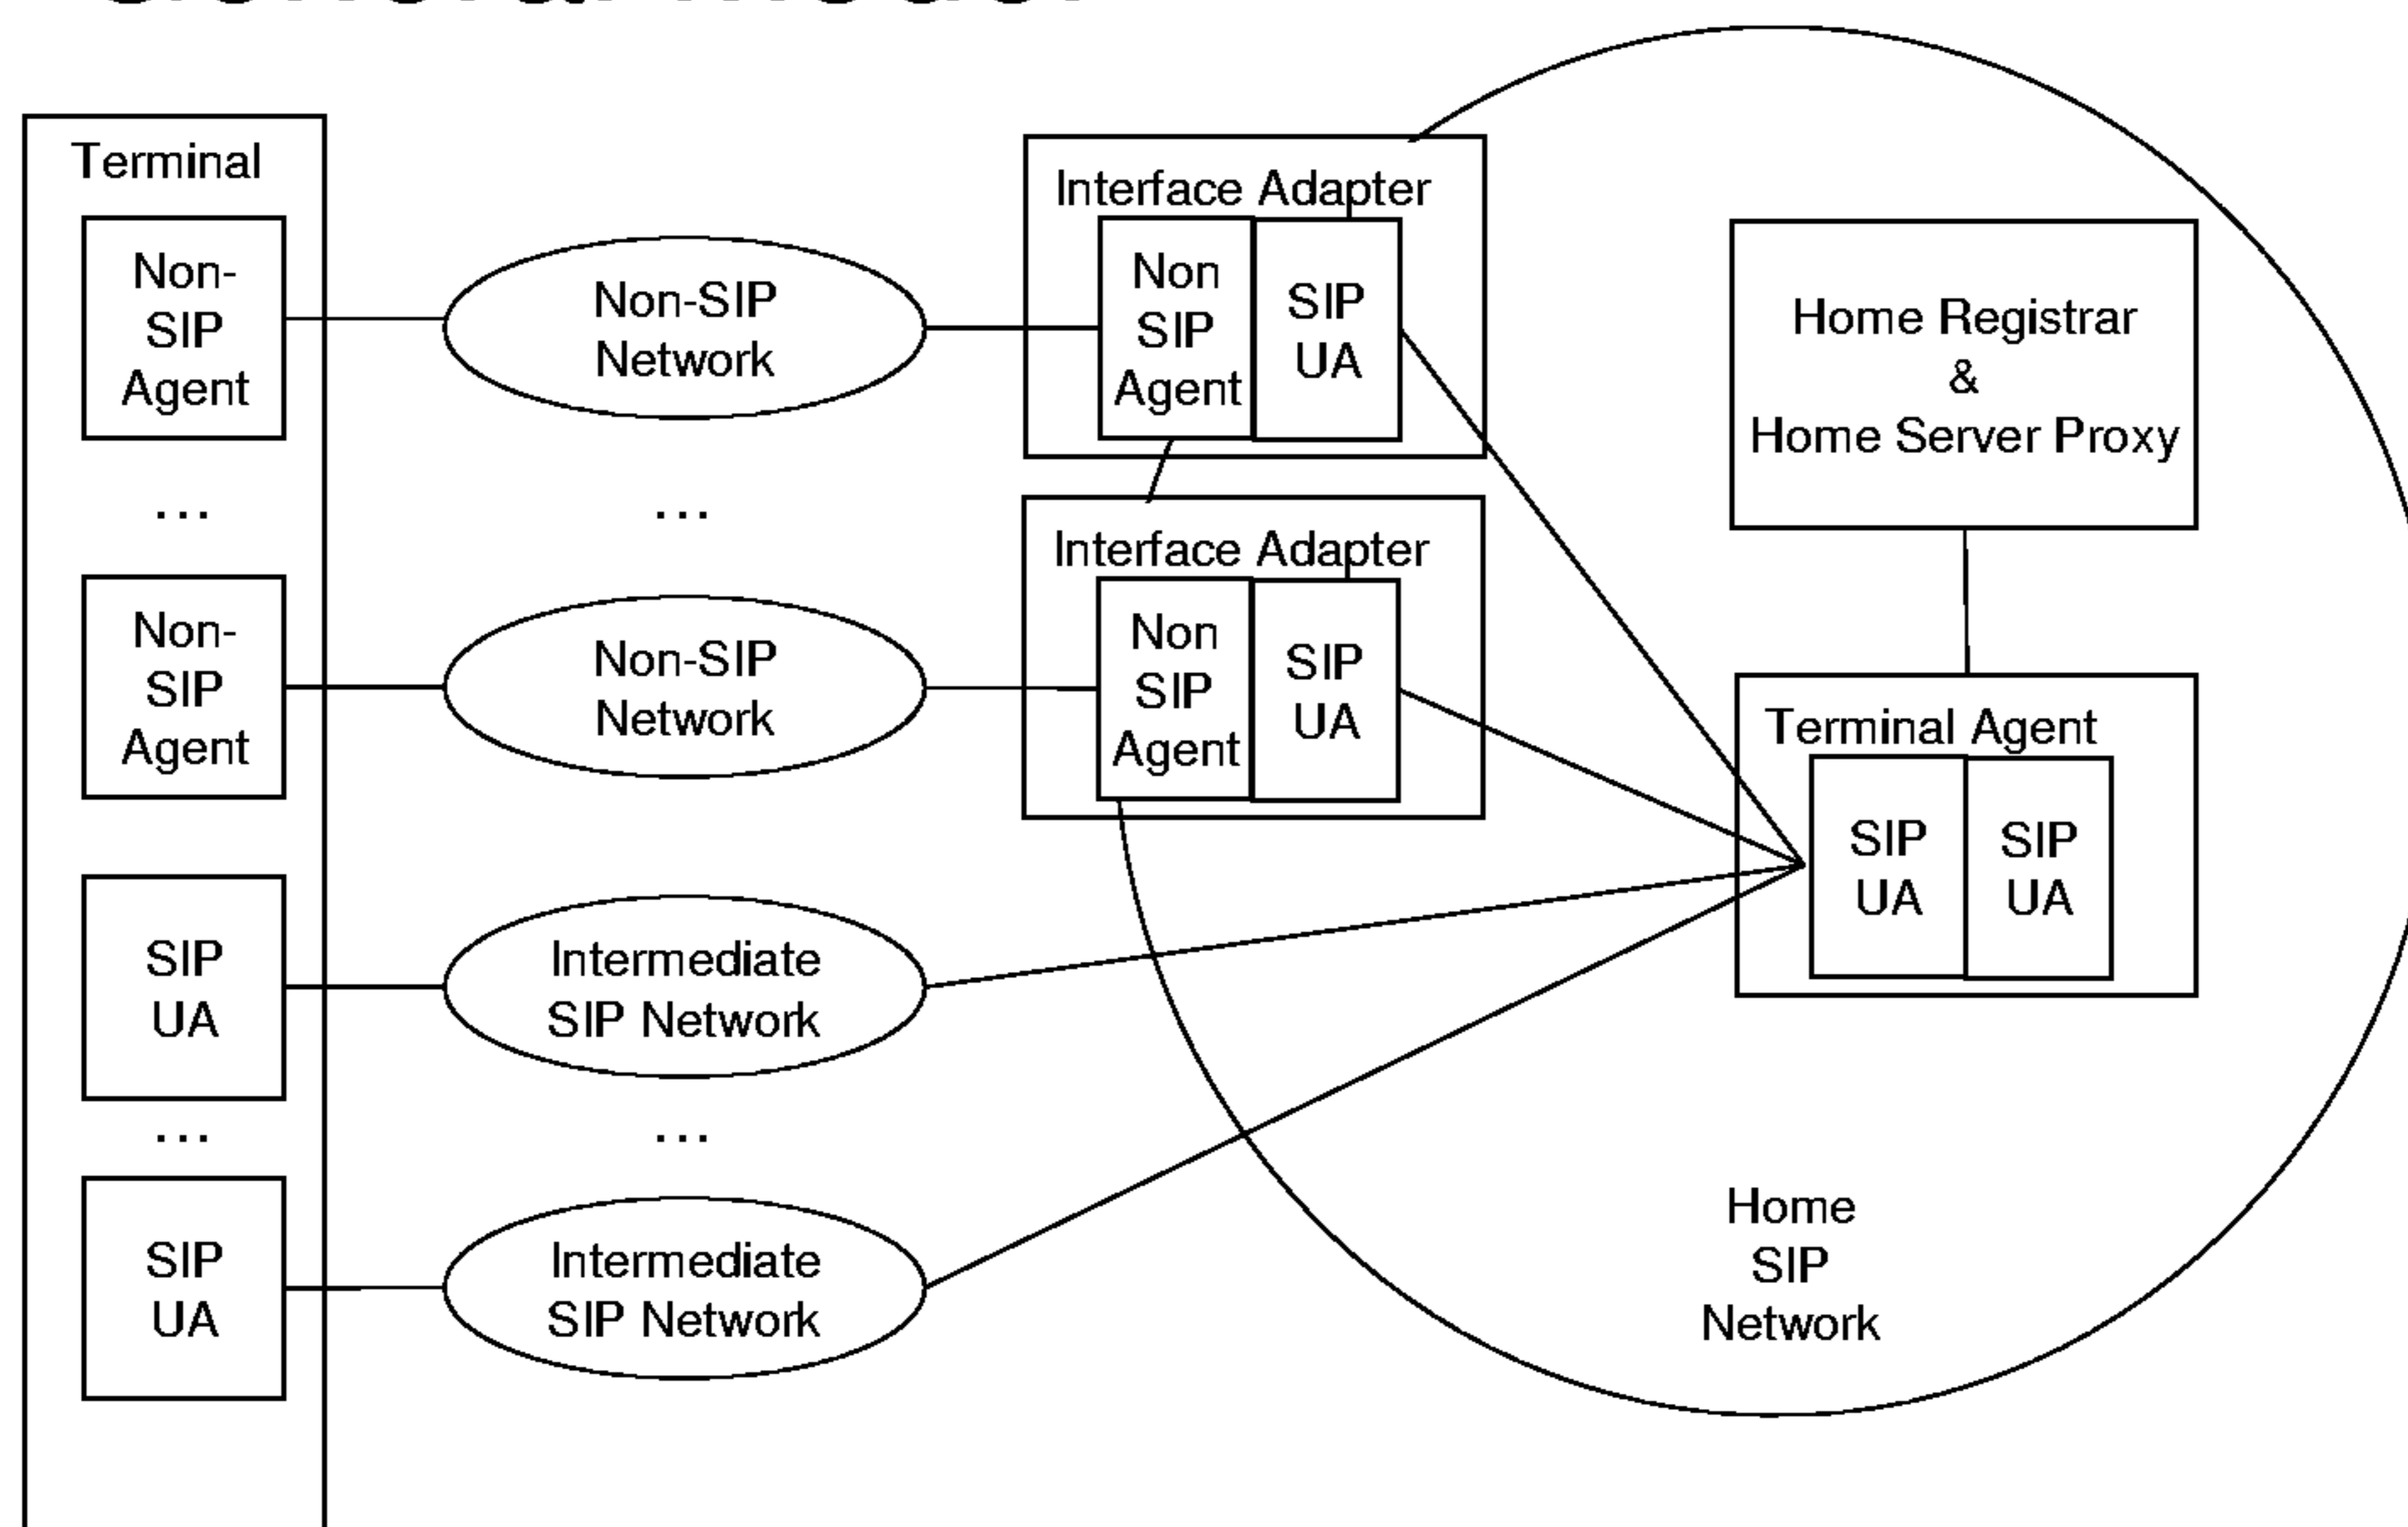 Terminal
Non-
SIP
Agent
...
Non-
SIP
Agent
SIP
UA
...
SIP
UA
Non-SIP
Network
...
Non-SIP
Network
Intermediate
SIP Network
...
Intermediate
SIP Network
Interface Adapter
Non
SIP
Agent
SIP
UA
Interface Adapter
Non
SIP
Agent
SIP
UA
Home Registrar
&
Home Server Proxy
Terminal Agent
SIP
UA
SIP
UA
Home
SIP
Network